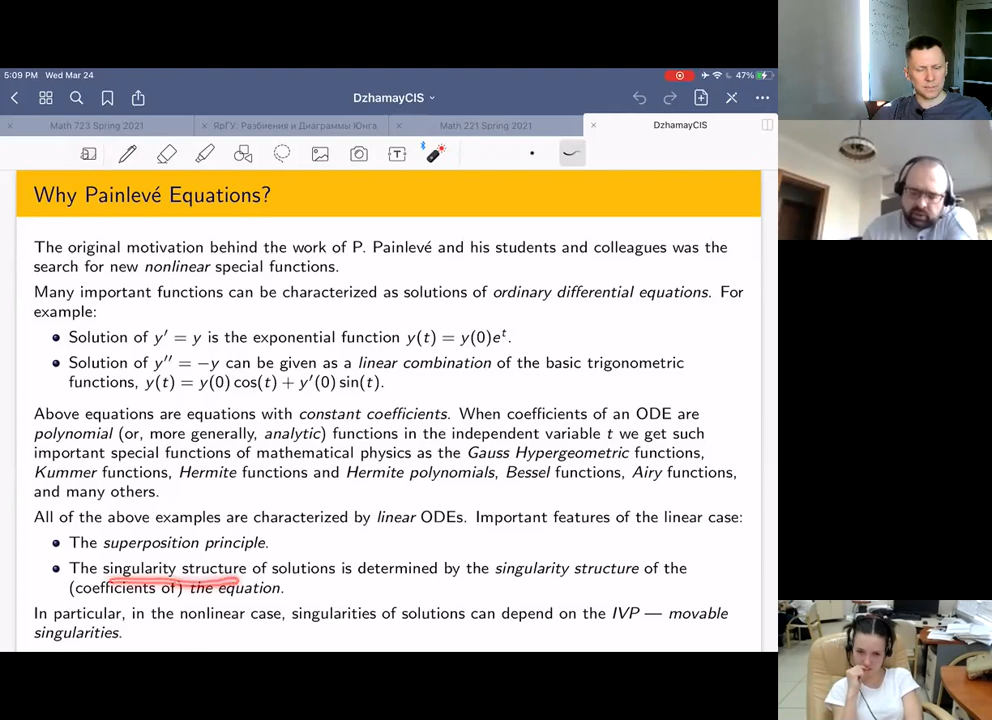 5:09 PM Wed Mar 24
47%
DzhamayCIS
Math 723 Spring 2021
ЯрГУ: Разбиения и Диаграммы Юнга
Math 221 Spring 2021
DzhamayCIS
Why Painlevé Equations?
The original motivation behind the work of P. Painlevé and his students and colleagues was the
search for new nonlinear special functions.
Many important functions can be characterized as solutions of ordinary differential equations. For
example:
• Solution of y′ = y is the exponential function y(t) = y(0)eᵗ.
• Solution of y′′ = −y can be given as a linear combination of the basic trigonometric
functions, y(t) = y(0) cos(t) + y′(0) sin(t).
Above equations are equations with constant coefficients. When coefficients of an ODE are
polynomial (or, more generally, analytic) functions in the independent variable t we get such
important special functions of mathematical physics as the Gauss Hypergeometric functions,
Kummer functions, Hermite functions and Hermite polynomials, Bessel functions, Airy functions,
and many others.
All of the above examples are characterized by linear ODEs. Important features of the linear case:
• The superposition principle.
• The singularity structure of solutions is determined by the singularity structure of the
(coefficients of) the equation.
In particular, in the nonlinear case, singularities of solutions can depend on the IVP — movable
singularities.